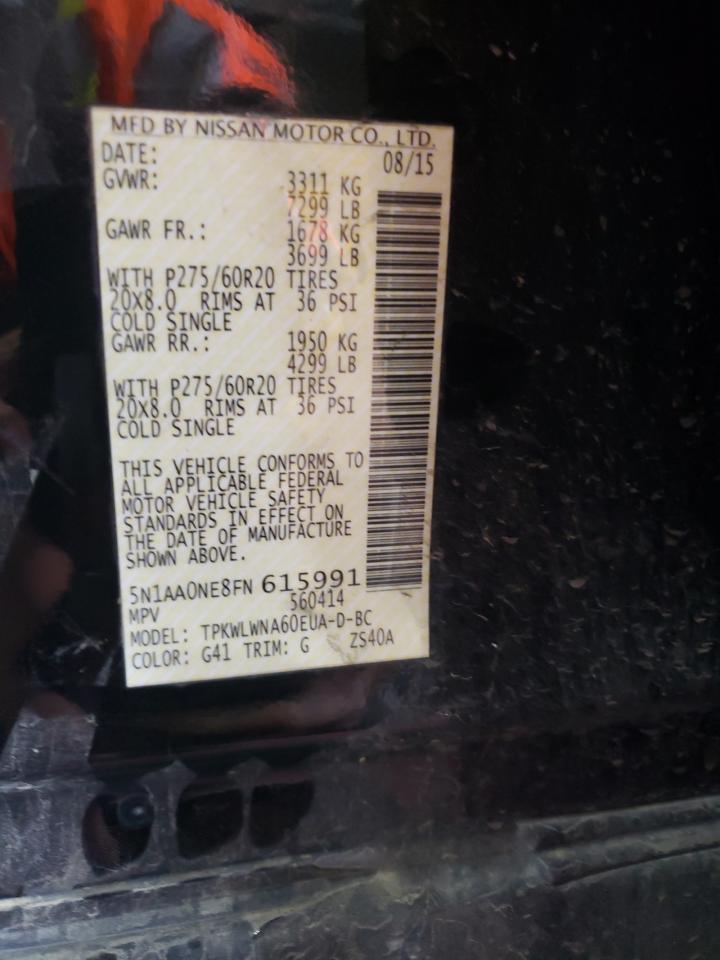 MFD BY NISSAN MOTOR CO., LTD.
DATE: 08/15
GVWR: 3311 KG
7299 LB
GAWR FR.: 1678 KG
3699 LB
WITH P275/60R20 TIRES
20X8.0 RIMS AT 36 PSI
COLD SINGLE
GAWR RR.: 1950 KG
4299 LB
WITH P275/60R20 TIRES
20X8.0 RIMS AT 36 PSI
COLD SINGLE
THIS VEHICLE CONFORMS TO
ALL APPLICABLE FEDERAL
MOTOR VEHICLE SAFETY
STANDARDS IN EFFECT ON
THE DATE OF MANUFACTURE
SHOWN ABOVE.
5N1AA0NE8FN 615991
MPV 560414
MODEL: TPKWLWNA60EUA-D-BC
COLOR: G41 TRIM: G ZS40A